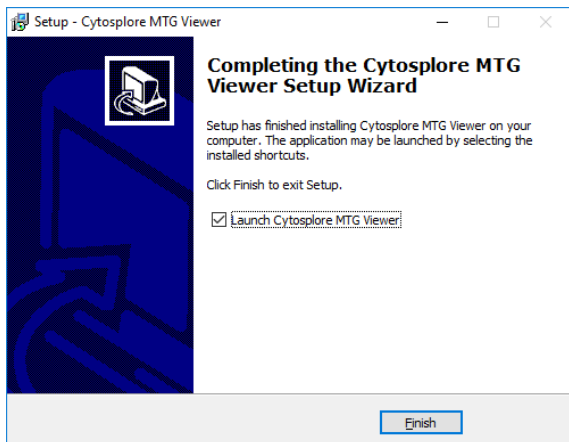 Setup - Cytosplore MTG Viewer
Completing the Cytosplore MTG
Viewer Setup Wizard
Setup has finished installing Cytosplore MTG Viewer on your
computer. The application may be launched by selecting the
installed shortcuts.
Click Finish to exit Setup.
Launch Cytosplore MTG Viewer
Finish